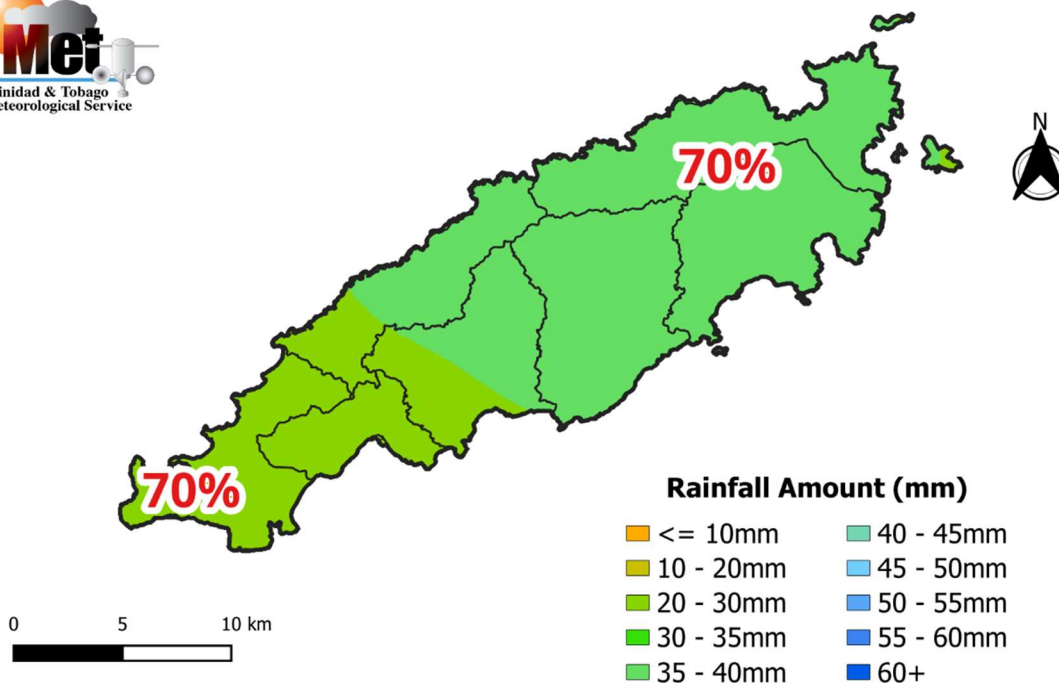 Met
inidad & Tobago
eteorological Service
70%
N
70%
Rainfall Amount (mm)
<= 10mm
10 - 20mm
20 - 30mm
30 - 35mm
35 - 40mm
40 - 45mm
45 - 50mm
50 - 55mm
55 - 60mm
60+
0 5 10 km